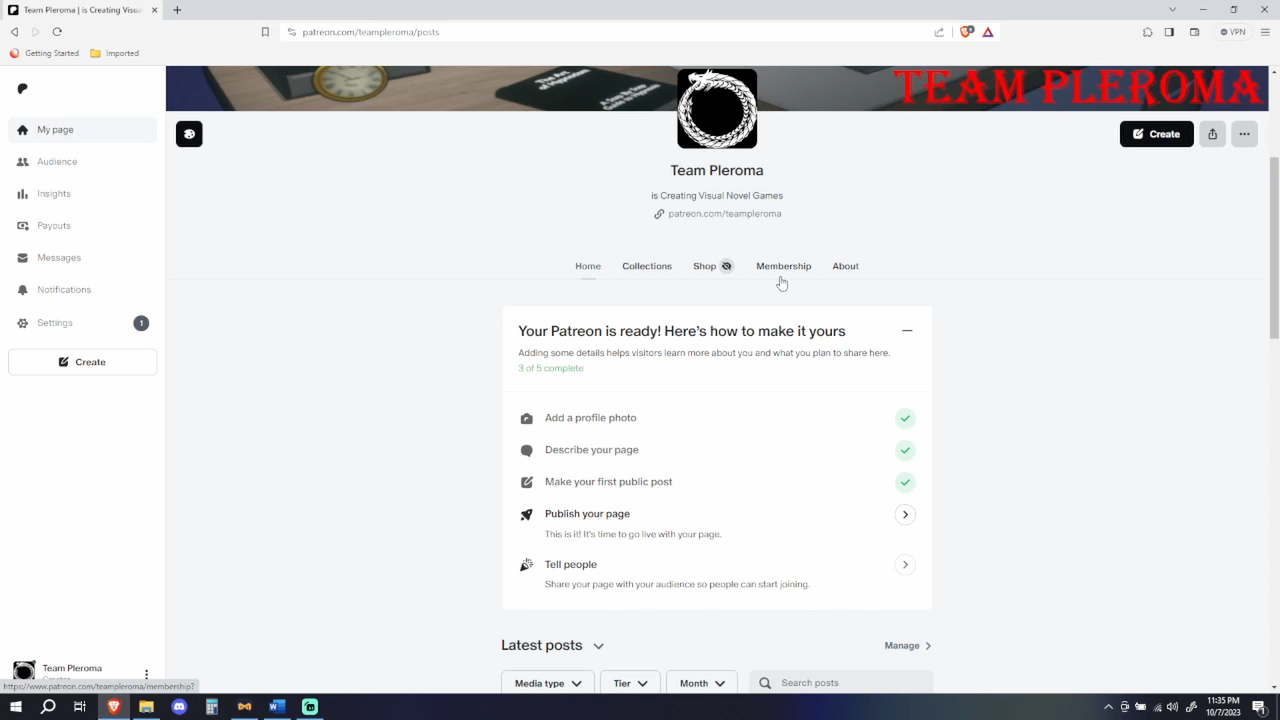 Team Pleroma | is Creating Visua
patreon.com/teampleroma/posts
VPN
Getting Started
Imported
The Art
of Mysticism
TEAM PLEROMA
My page
Audience
Insights
Payouts
Messages
Notifications
Settings
1
Create
Create
Team Pleroma
is Creating Visual Novel Games
patreon.com/teampleroma
Home
Collections
Shop
Membership
About
Your Patreon is ready! Here's how to make it yours
Adding some details helps visitors learn more about you and what you plan to share here.
3 of 5 complete
Add a profile photo
Describe your page
Make your first public post
Publish your page
This is it! It's time to go live with your page.
Tell people
Share your page with your audience so people can start joining.
Latest posts
Manage
Media type
Tier
Month
Search posts
Team Pleroma
Creator
https://www.patreon.com/teampleroma/membership?
11:35 PM
10/7/2023